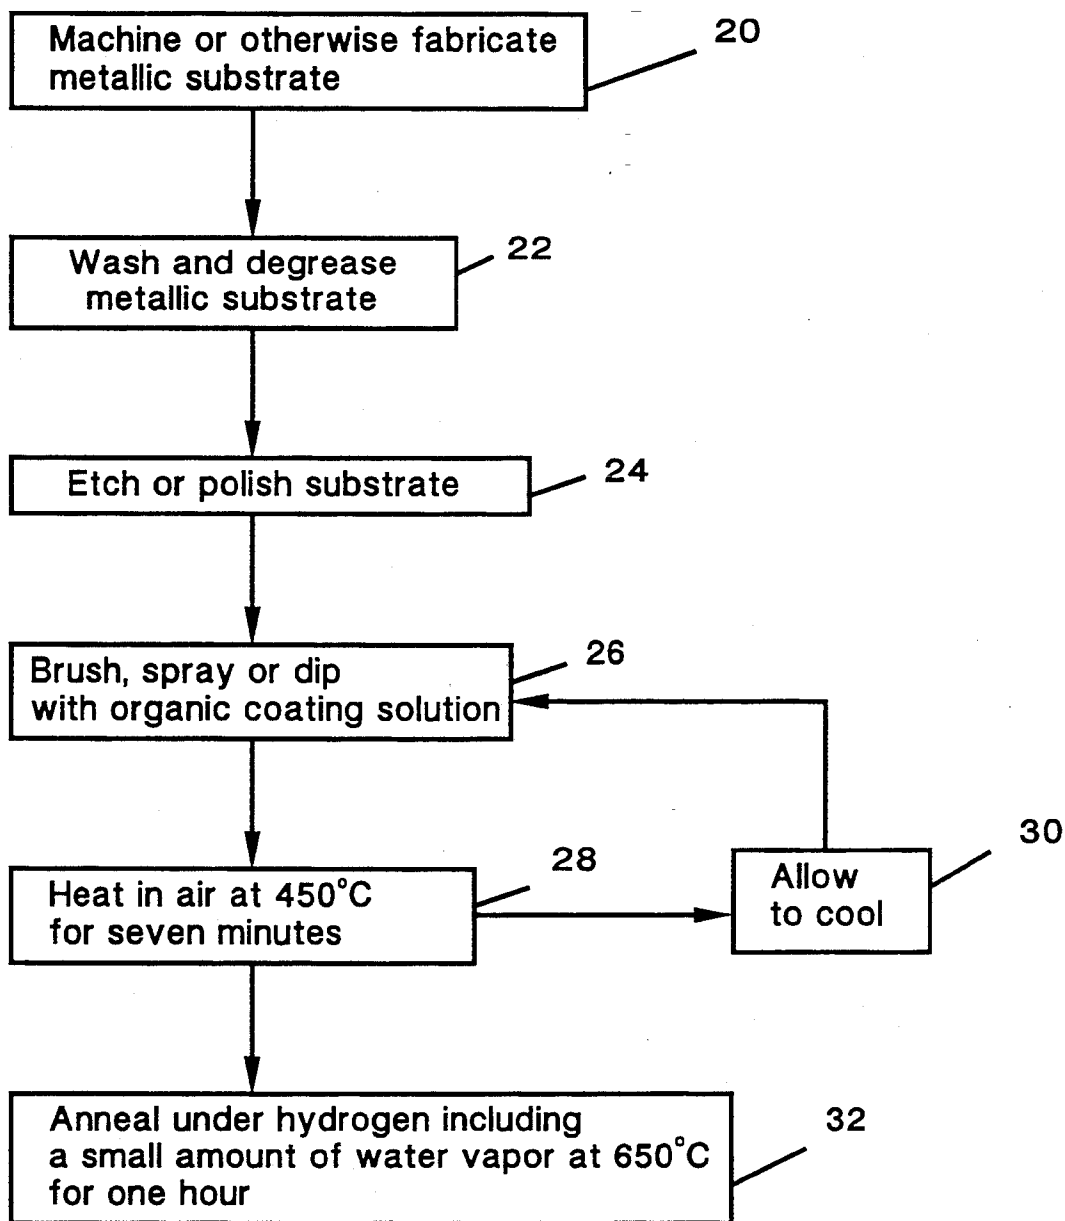 Machine or otherwise fabricate
metallic substrate
20
Wash and degrease
metallic substrate
22
Etch or polish substrate
24
Brush, spray or dip
with organic coating solution
26
Heat in air at 450°C
for seven minutes
28
Allow
to cool
30
Anneal under hydrogen including
a small amount of water vapor at 650°C
for one hour
32